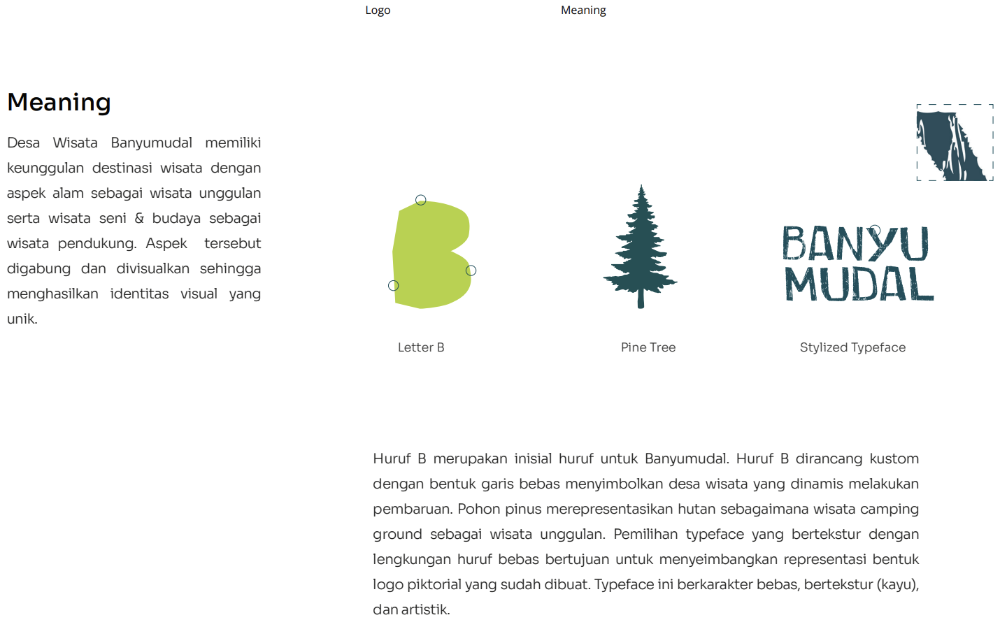 Logo
Meaning
Meaning
Desa Wisata Banyumudal memiliki
keunggulan destinasi wisata dengan
aspek alam sebagai wisata unggulan
serta wisata seni & budaya sebagai
wisata pendukung. Aspek tersebut
digabung dan divisualkan sehingga
menghasilkan identitas visual yang
unik.
B
BANYU
MUDAL
Letter B
Pine Tree
Stylized Typeface
Huruf B merupakan inisial huruf untuk Banyumudal. Huruf B dirancang kustom
dengan bentuk garis bebas menyimbolkan desa wisata yang dinamis melakukan
pembaruan. Pohon pinus merepresentasikan hutan sebagaimana wisata camping
ground sebagai wisata unggulan. Pemilihan typeface yang bertekstur dengan
lengkungan huruf bebas bertujuan untuk menyeimbangkan representasi bentuk
logo piktorial yang sudah dibuat. Typeface ini berkarakter bebas, bertekstur (kayu),
dan artistik.